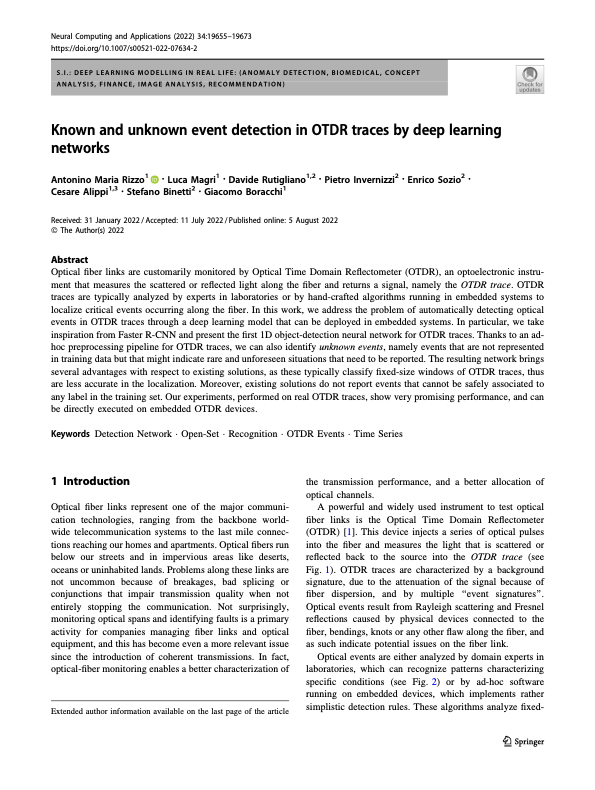 Neural Computing and Applications (2022) 34:19655–19673
https://doi.org/10.1007/s00521-022-07634-2
S.I.: DEEP LEARNING MODELLING IN REAL LIFE: (ANOMALY DETECTION, BIOMEDICAL, CONCEPT
ANALYSIS, FINANCE, IMAGE ANALYSIS, RECOMMENDATION)
Check for
updates
Known and unknown event detection in OTDR traces by deep learning
networks
Antonino Maria Rizzo1 · Luca Magri1 · Davide Rutigliano1,2 · Pietro Invernizzi2 · Enrico Sozio2 ·
Cesare Alippi1,3 · Stefano Binetti2 · Giacomo Boracchi1
Received: 31 January 2022 / Accepted: 11 July 2022 / Published online: 5 August 2022
© The Author(s) 2022
Abstract
Optical fiber links are customarily monitored by Optical Time Domain Reflectometer (OTDR), an optoelectronic instru-
ment that measures the scattered or reflected light along the fiber and returns a signal, namely the OTDR trace. OTDR
traces are typically analyzed by experts in laboratories or by hand-crafted algorithms running in embedded systems to
localize critical events occurring along the fiber. In this work, we address the problem of automatically detecting optical
events in OTDR traces through a deep learning model that can be deployed in embedded systems. In particular, we take
inspiration from Faster R-CNN and present the first 1D object-detection neural network for OTDR traces. Thanks to an ad-
hoc preprocessing pipeline for OTDR traces, we can also identify unknown events, namely events that are not represented
in training data but that might indicate rare and unforeseen situations that need to be reported. The resulting network brings
several advantages with respect to existing solutions, as these typically classify fixed-size windows of OTDR traces, thus
are less accurate in the localization. Moreover, existing solutions do not report events that cannot be safely associated to
any label in the training set. Our experiments, performed on real OTDR traces, show very promising performance, and can
be directly executed on embedded OTDR devices.
Keywords Detection Network · Open-Set · Recognition · OTDR Events · Time Series
1 Introduction
Optical fiber links represent one of the major communi-
cation technologies, ranging from the backbone world-
wide telecommunication systems to the last mile connec-
tions reaching our homes and apartments. Optical fibers run
below our streets and in impervious areas like deserts,
oceans or uninhabited lands. Problems along these links are
not uncommon because of breakages, bad splicing or
conjunctions that impair transmission quality when not
entirely stopping the communication. Not surprisingly,
monitoring optical spans and identifying faults is a primary
activity for companies managing fiber links and optical
equipment, and this has become even a more relevant issue
since the introduction of coherent transmissions. In fact,
optical-fiber monitoring enables a better characterization of
Extended author information available on the last page of the article
the transmission performance, and a better allocation of
optical channels.
A powerful and widely used instrument to test optical
fiber links is the Optical Time Domain Reflectometer
(OTDR) [1]. This device injects a series of optical pulses
into the fiber and measures the light that is scattered or
reflected back to the source into the OTDR trace (see
Fig. 1). OTDR traces are characterized by a background
signature, due to the attenuation of the signal because of
fiber dispersion, and by multiple “event signatures”.
Optical events result from Rayleigh scattering and Fresnel
reflections caused by physical devices connected to the
fiber, bendings, knots or any other flaw along the fiber, and
as such indicate potential issues on the fiber link.
Optical events are either analyzed by domain experts in
laboratories, which can recognize patterns characterizing
specific conditions (see Fig. 2) or by ad-hoc software
running on embedded devices, which implements rather
simplistic detection rules. These algorithms analyze fixed-
Springer